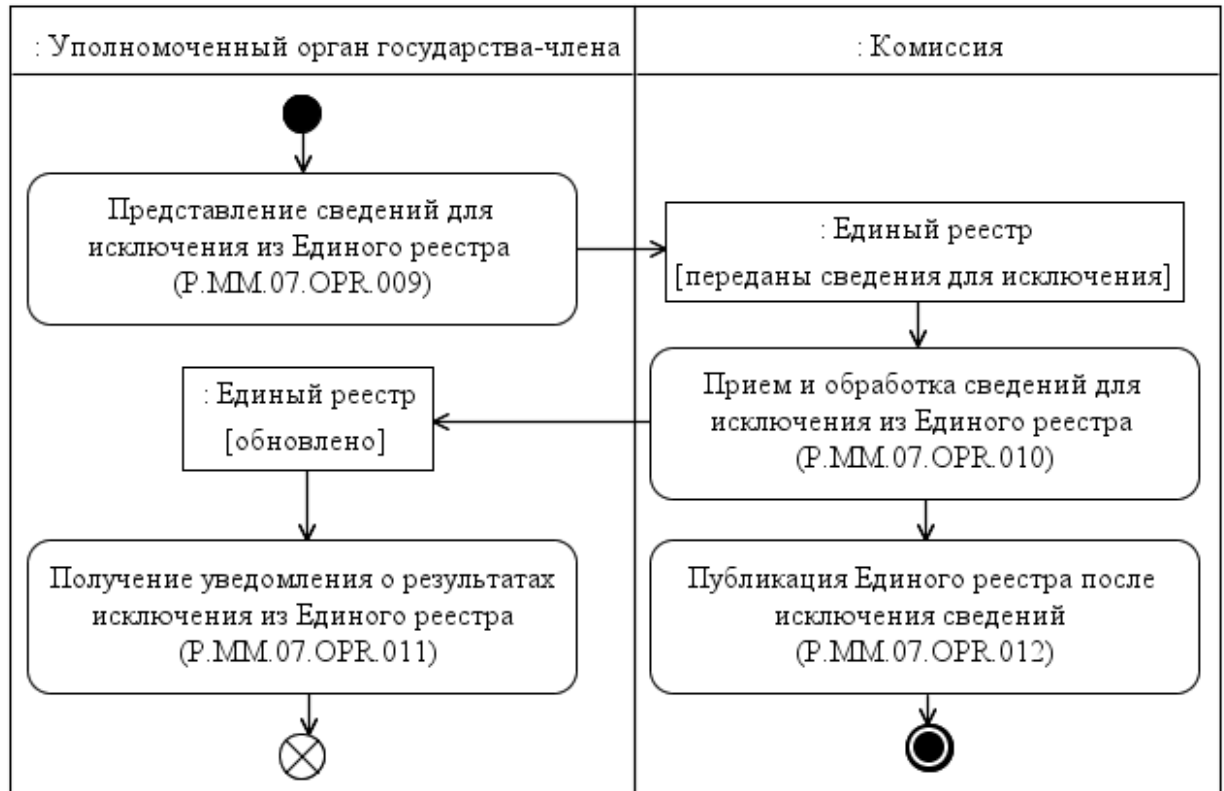 : Уполномоченный орган государства-члена
: Комиссия
Представление сведений для
исключения из Единого реестра
(P.MM.07.OPR.009)
: Единый реестр
[переданы сведения для исключения]
Прием и обработка сведений для
исключения из Единого реестра
(P.MM.07.OPR.010)
: Единый реестр
[обновлено]
Получение уведомления о результатах
исключения из Единого реестра
(P.MM.07.OPR.011)
Публикация Единого реестра после
исключения сведений
(P.MM.07.OPR.012)